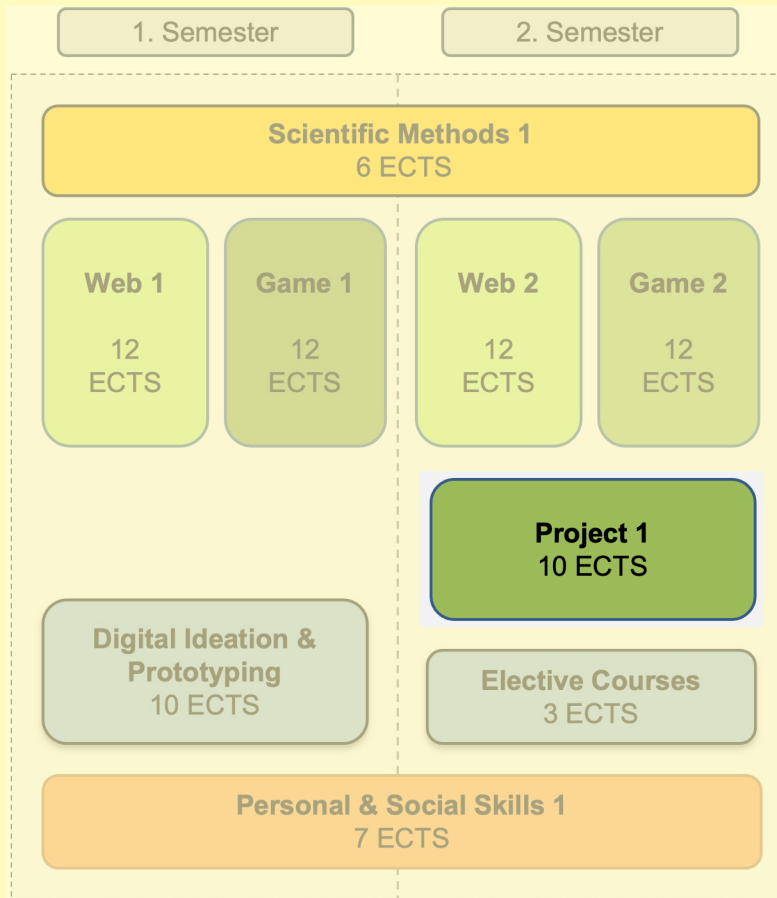 1. Semester
2. Semester
Scientific Methods 1
6 ECTS
Web 1
12
ECTS
Game 1
12
ECTS
Web 2
12
ECTS
Game 2
12
ECTS
Project 1
10 ECTS
Digital Ideation &
Prototyping
10 ECTS
Elective Courses
3 ECTS
Personal & Social Skills 1
7 ECTS